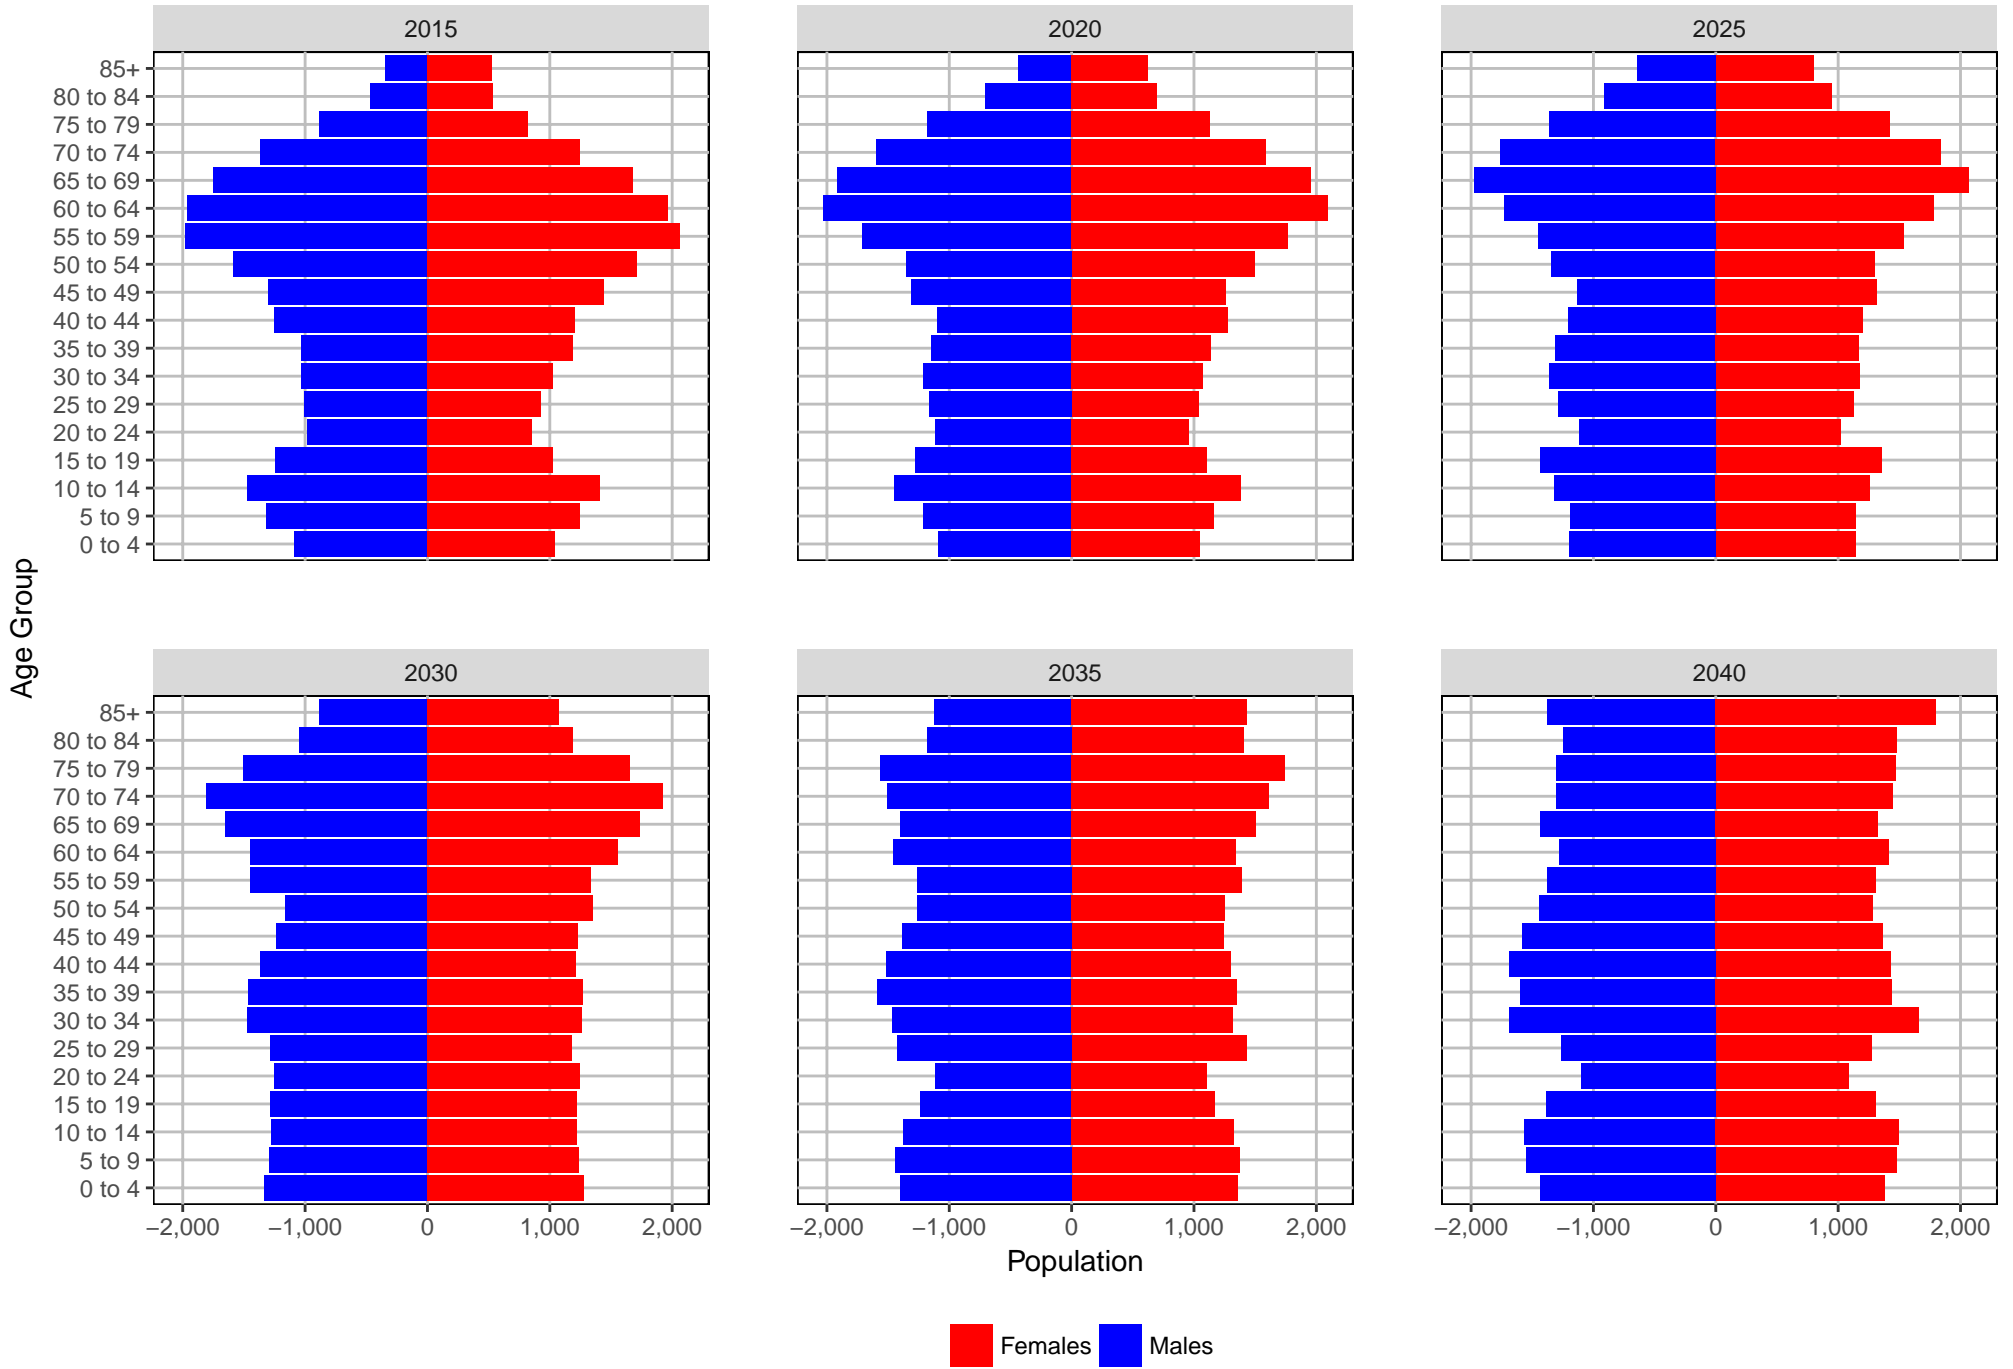 2015
2020
2025
85+
80 to 84
75 to 79
70 to 74
65 to 69
60 to 64
55 to 59
50 to 54
45 to 49
40 to 44
35 to 39
30 to 34
25 to 29
20 to 24
15 to 19
10 to 14
5 to 9
0 to 4
Age Group
2030
2035
2040
85+
80 to 84
75 to 79
70 to 74
65 to 69
60 to 64
55 to 59
50 to 54
45 to 49
40 to 44
35 to 39
30 to 34
25 to 29
20 to 24
15 to 19
10 to 14
5 to 9
0 to 4
−2,000 −1,000 0 1,000 2,000
−2,000 −1,000 0 1,000 2,000
−2,000 −1,000 0 1,000 2,000
Population
Females Males